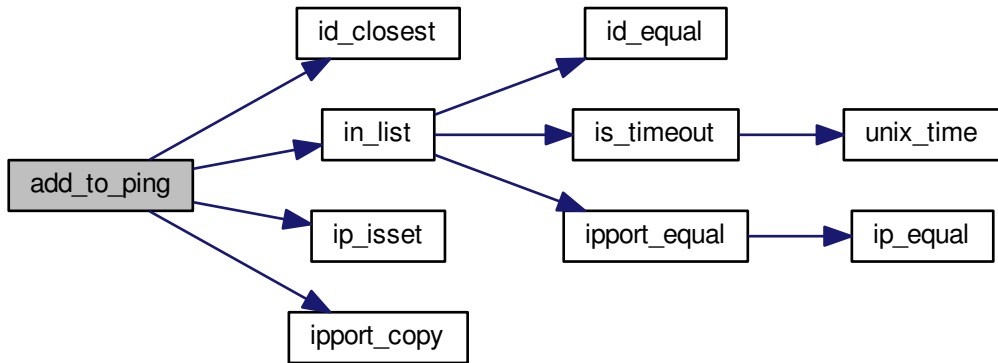 id_closest
id_equal
in_list
is_timeout
unix_time
add_to_ping
ip_isset
ipport_equal
ip_equal
ipport_copy